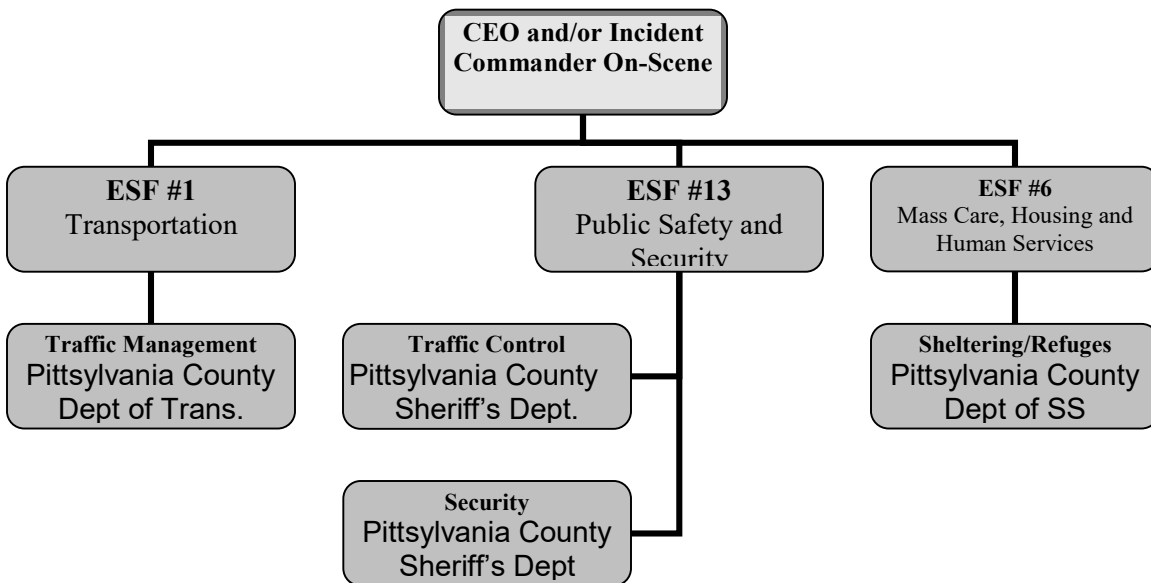 CEO and/or Incident
Commander On-Scene
ESF #1
Transportation
ESF #13
Public Safety and
Security
ESF #6
Mass Care, Housing and
Human Services
Traffic Management
Pittsylvania County
Dept of Trans.
Traffic Control
Pittsylvania County
Sheriff’s Dept.
Sheltering/Refuges
Pittsylvania County
Dept of SS
Security
Pittsylvania County
Sheriff’s Dept